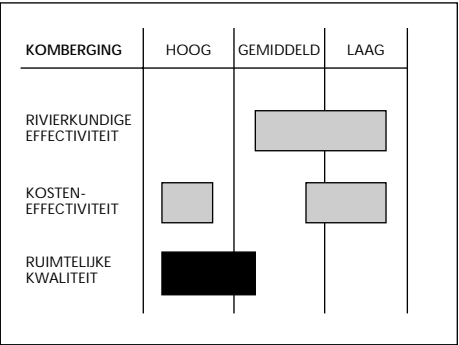 KOMBERGING HOOG GEMIDDELD LAAG
RIVIERKUNDIGE
EFFECTIVITEIT
KOSTEN-
EFFECTIVITEIT
RUIMTELIJKE
KWALITEIT